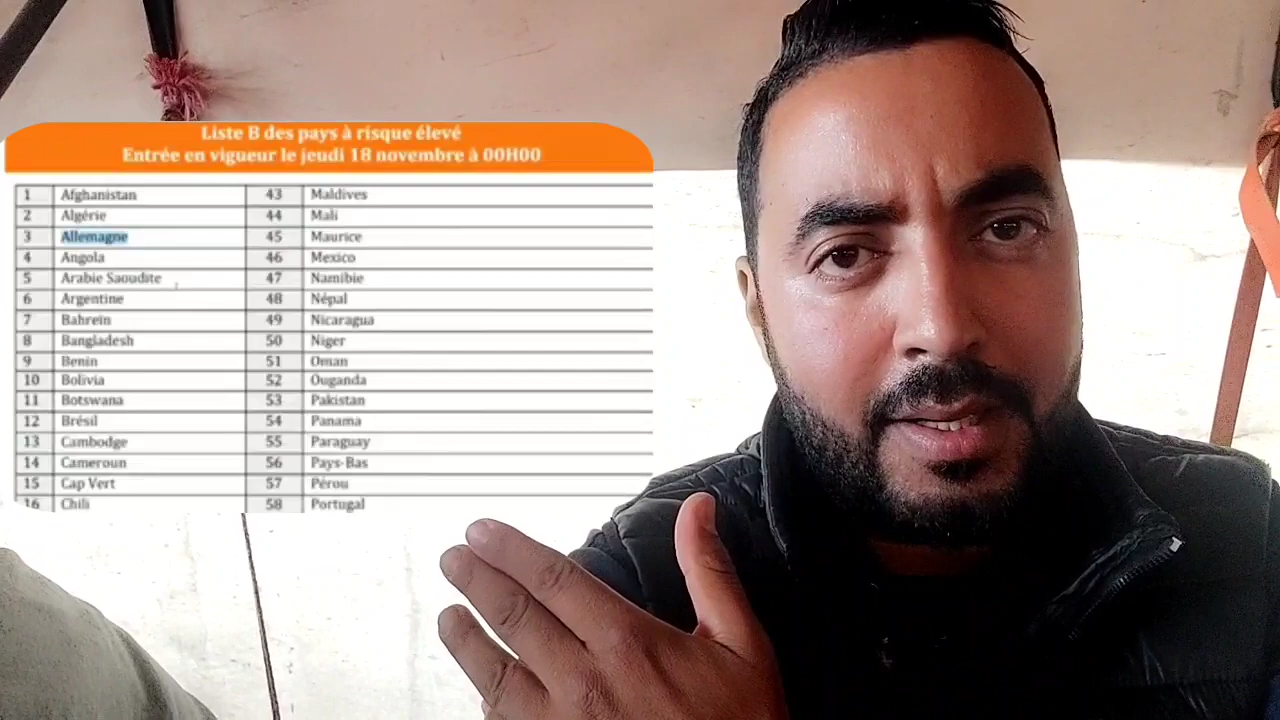 Liste B des pays à risque élevé
Entrée en vigueur le jeudi 18 novembre à 00H00
1 Afghanistan 43 Maldives
2 Algérie 44 Mali
3 Allemagne 45 Maurice
4 Angola 46 Mexico
5 Arabie Saoudite 47 Namibie
6 Argentine 48 Népal
7 Bahreïn 49 Nicaragua
8 Bangladesh 50 Niger
9 Benin 51 Oman
10 Bolivia 52 Ouganda
11 Botswana 53 Pakistan
12 Brésil 54 Panama
13 Cambodge 55 Paraguay
14 Cameroun 56 Pays-Bas
15 Cap Vert 57 Pérou
16 Chili 58 Portugal